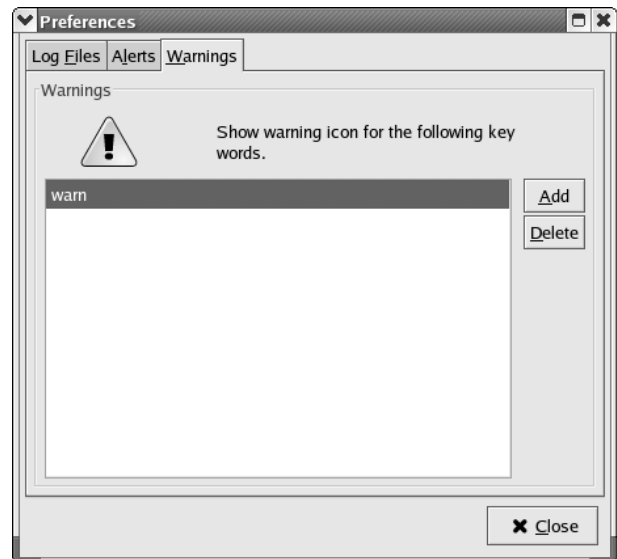 Preferences
Log Files Alerts Warnings
Warnings
Show warning icon for the following key
words.
warn
Add
Delete
Close